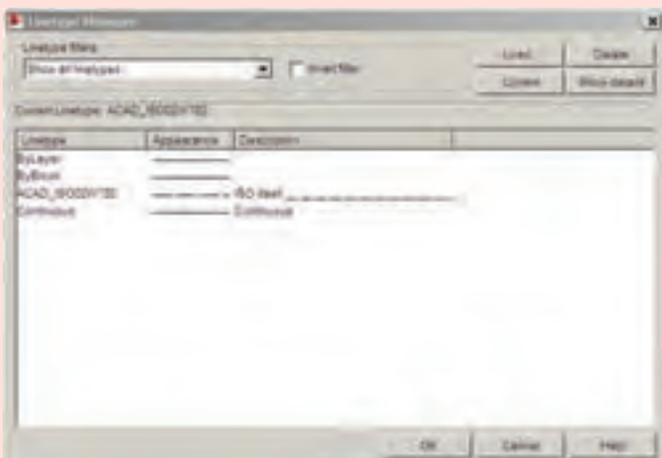 Linetype Manager
Linetype filters
Show all linetypes
Invert filter
Load...
Delete
Current
Show details
Current Linetype: ACAD_ISO02W100
Linetype Appearance Description
ByLayer
ByBlock
ACAD_ISO02W100 ISO dash
Continuous Continuous
OK Cancel Help